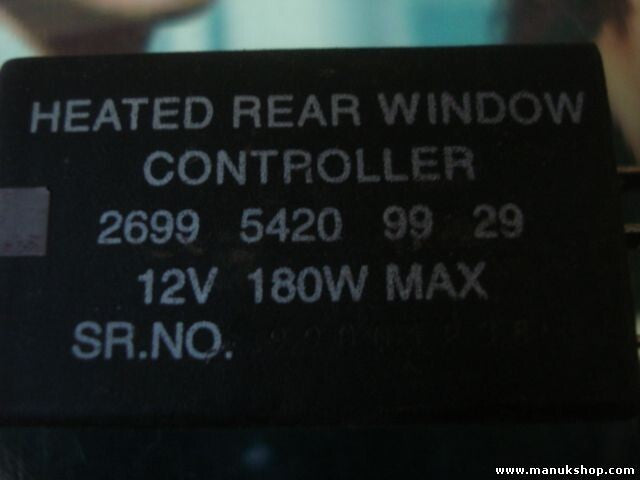 HEATED REAR WINDOW
CONTROLLER
2699 5420 99 29
12V 180W MAX
SR.NO.
www.manukshop.com